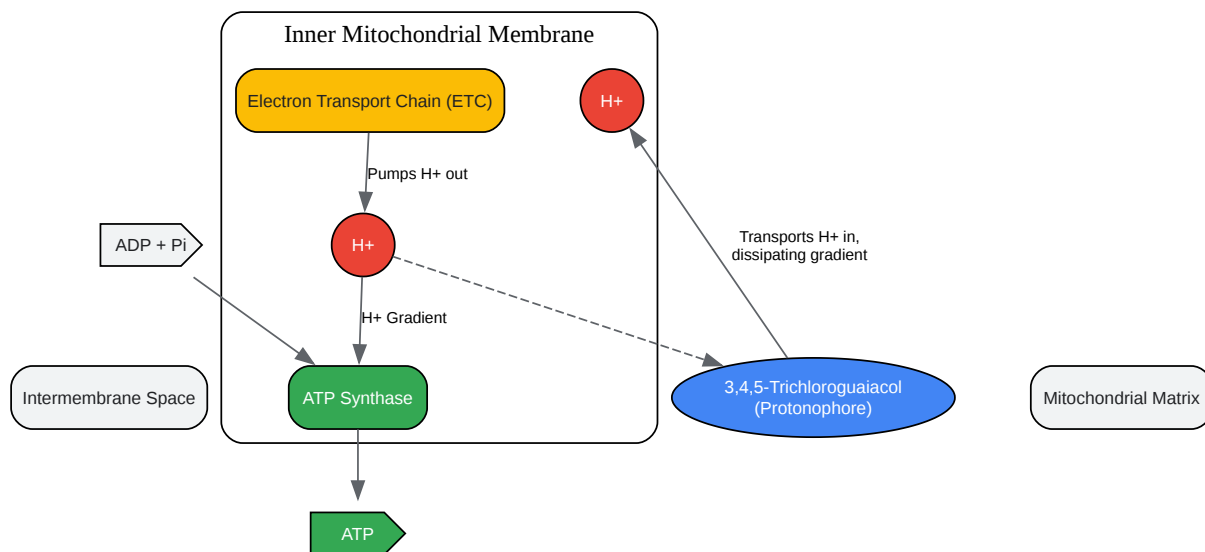 Inner Mitochondrial Membrane
Electron Transport Chain (ETC)
H+
Pumps H+ out
ADP + Pi
H+
Transports H+ in,
dissipating gradient
H+ Gradient
Intermembrane Space
ATP Synthase
3,4,5-Trichloroguaiacol
(Protonophore)
Mitochondrial Matrix
ATP